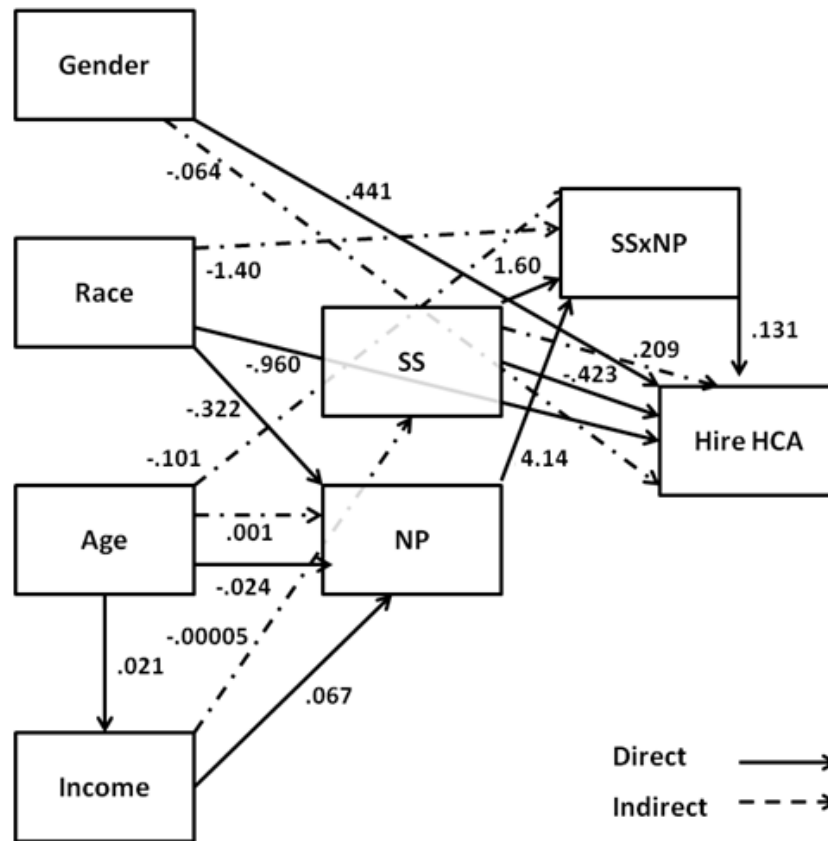 Gender
-.064
.441
SSxNP
Race
-1.40
1.60
SS
-.960
.209
.131
-.423
-.322
Hire HCA
-.101
4.14
Age
.001
NP
-.024
-.00005
.021
.067
Income
Direct
Indirect